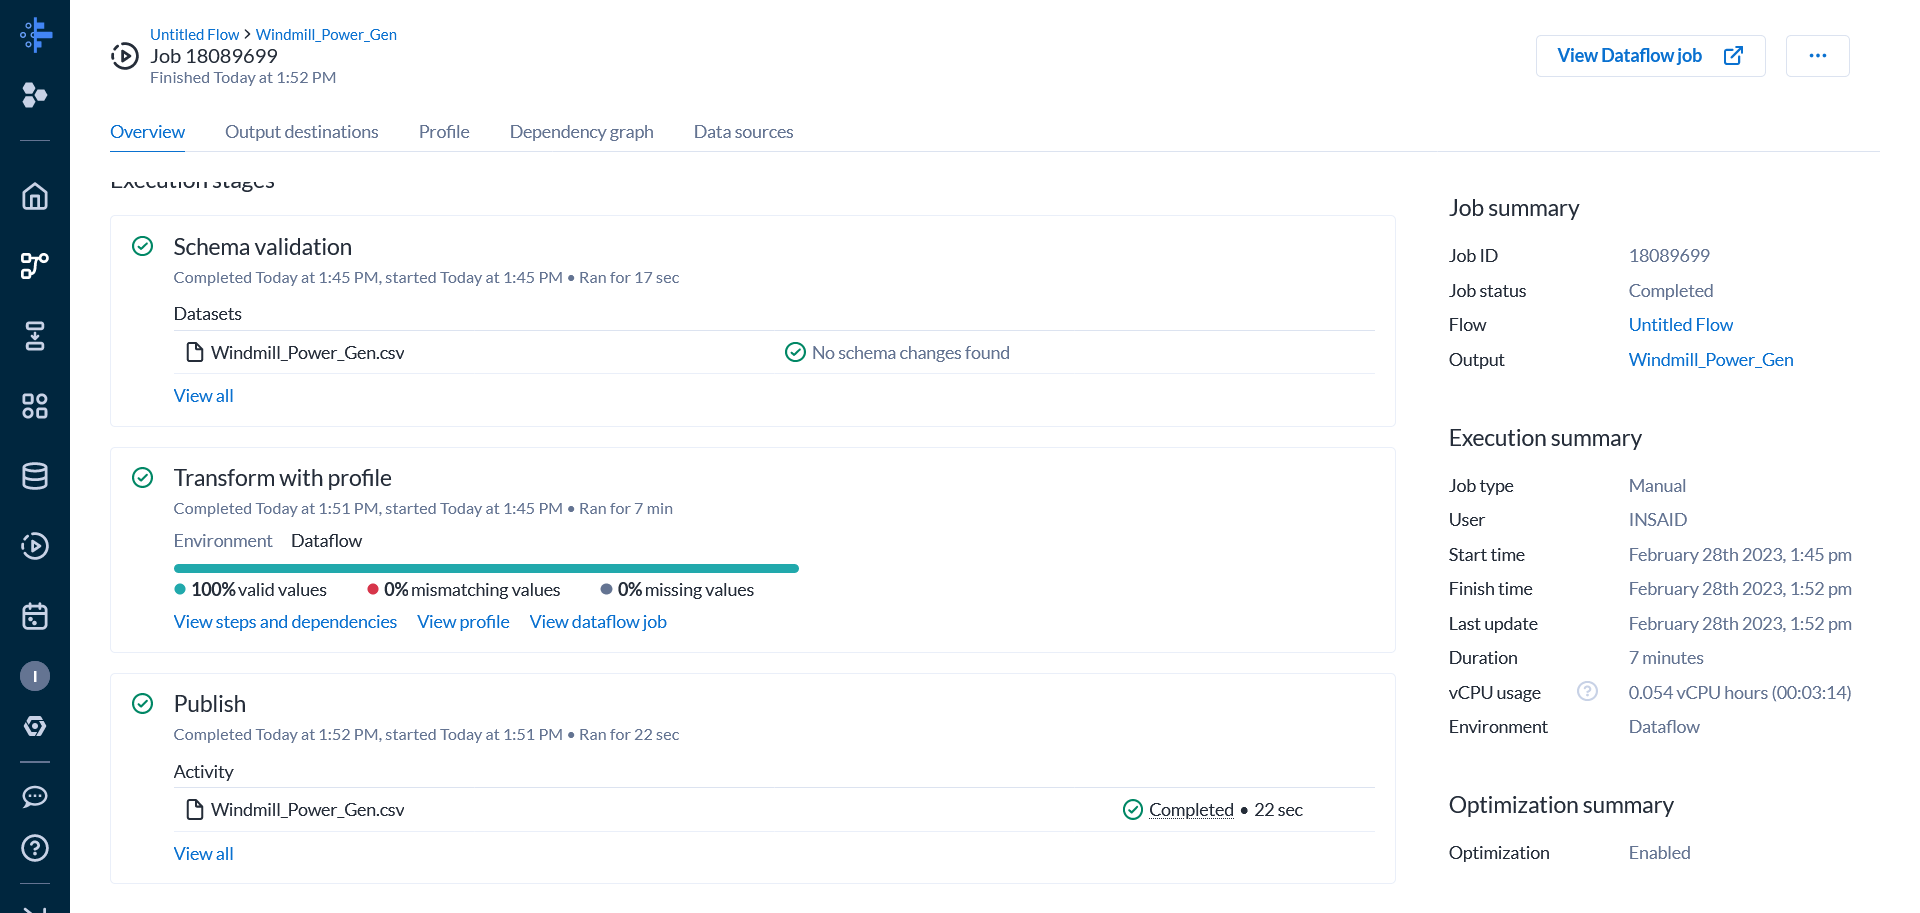 Untitled Flow > Windmill_Power_Gen
Job 18089699
Finished Today at 1:52 PM
View Dataflow job
...
Overview
Output destinations
Profile
Dependency graph
Data sources
Execution stages
Schema validation
Completed Today at 1:45 PM, started Today at 1:45 PM • Ran for 17 sec
Datasets
Windmill_Power_Gen.csv
No schema changes found
View all
Transform with profile
Completed Today at 1:51 PM, started Today at 1:45 PM • Ran for 7 min
Environment Dataflow
100% valid values
0% mismatching values
0% missing values
View steps and dependencies
View profile
View dataflow job
Publish
Completed Today at 1:52 PM, started Today at 1:51 PM • Ran for 22 sec
Activity
Windmill_Power_Gen.csv
Completed • 22 sec
View all
Job summary
Job ID 18089699
Job status Completed
Flow Untitled Flow
Output Windmill_Power_Gen
Execution summary
Job type Manual
User INSAID
Start time February 28th 2023, 1:45 pm
Finish time February 28th 2023, 1:52 pm
Last update February 28th 2023, 1:52 pm
Duration 7 minutes
vCPU usage ? 0.054 vCPU hours (00:03:14)
Environment Dataflow
Optimization summary
Optimization Enabled
I
?